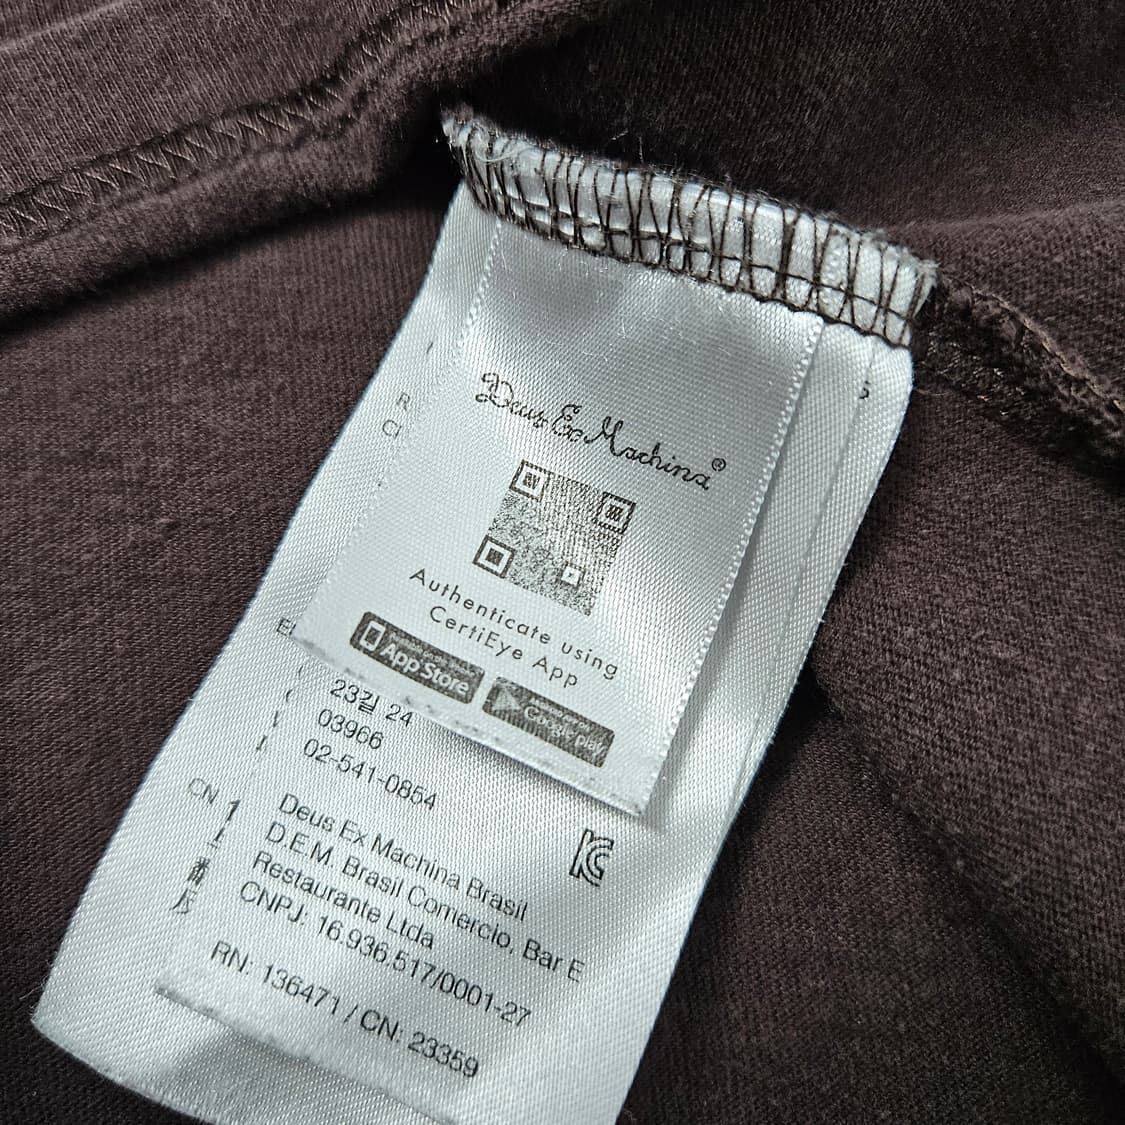 Deus Ex Machina®
Authenticate using
CertiEye App
App Store
Google play
23길 24
03966
02-541-0854
CN
Deus Ex Machina Brasil
D.E.M. Brasil Comercio, Bar E
Restaurante Ltda
CNPJ: 16.936.517/0001-27
RN: 136471 / CN: 23359